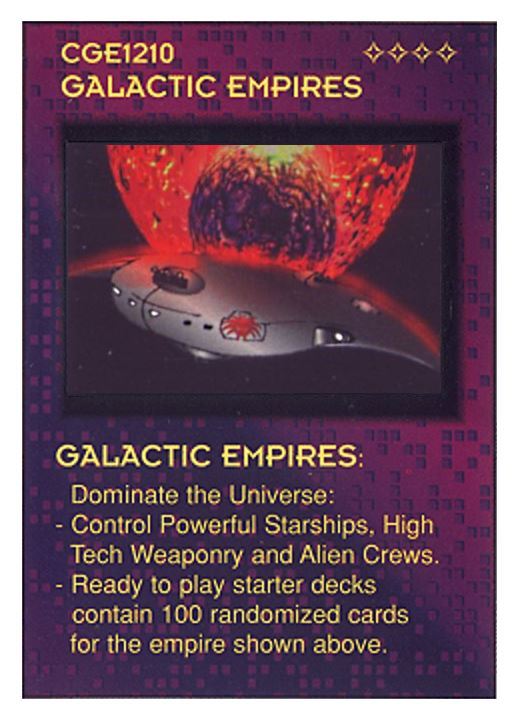 CGE1210
GALACTIC EMPIRES
GALACTIC EMPIRES:
Dominate the Universe:
- Control Powerful Starships, High
Tech Weaponry and Alien Crews.
- Ready to play starter decks
contain 100 randomized cards
for the empire shown above.